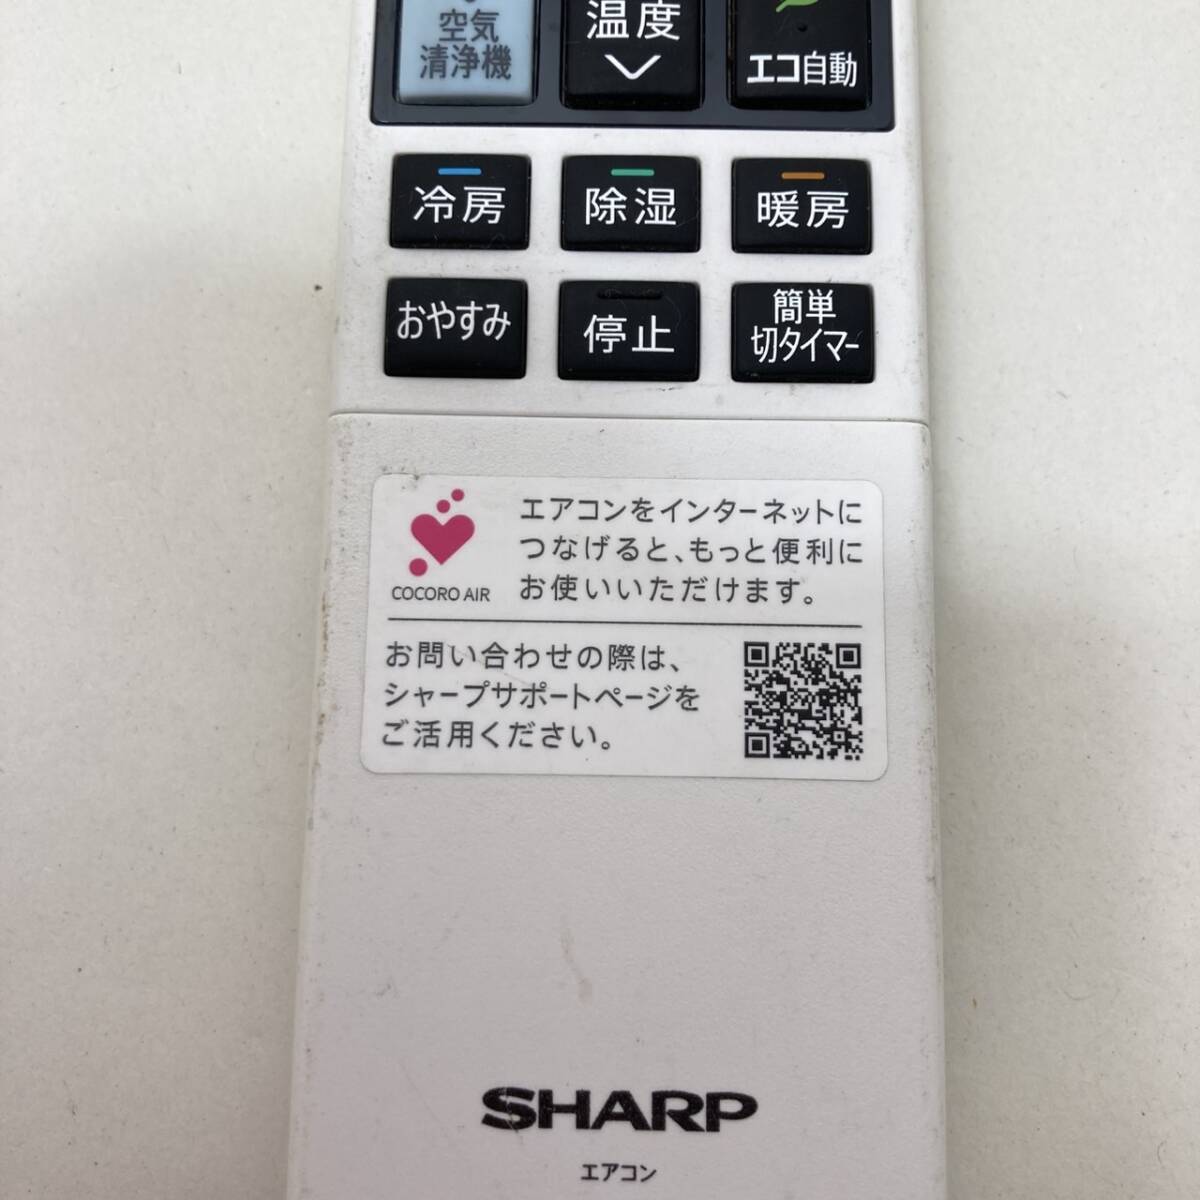 空気
清浄機
温度
エコ自動
冷房
除湿
暖房
おやすみ
停止
簡単
切タイマー
COCORO AIR
エアコンをインターネットに
つなげると、もっと便利に
お使いいただけます。
お問い合わせの際は、
シャープサポートページを
ご活用ください。
SHARP
エアコン